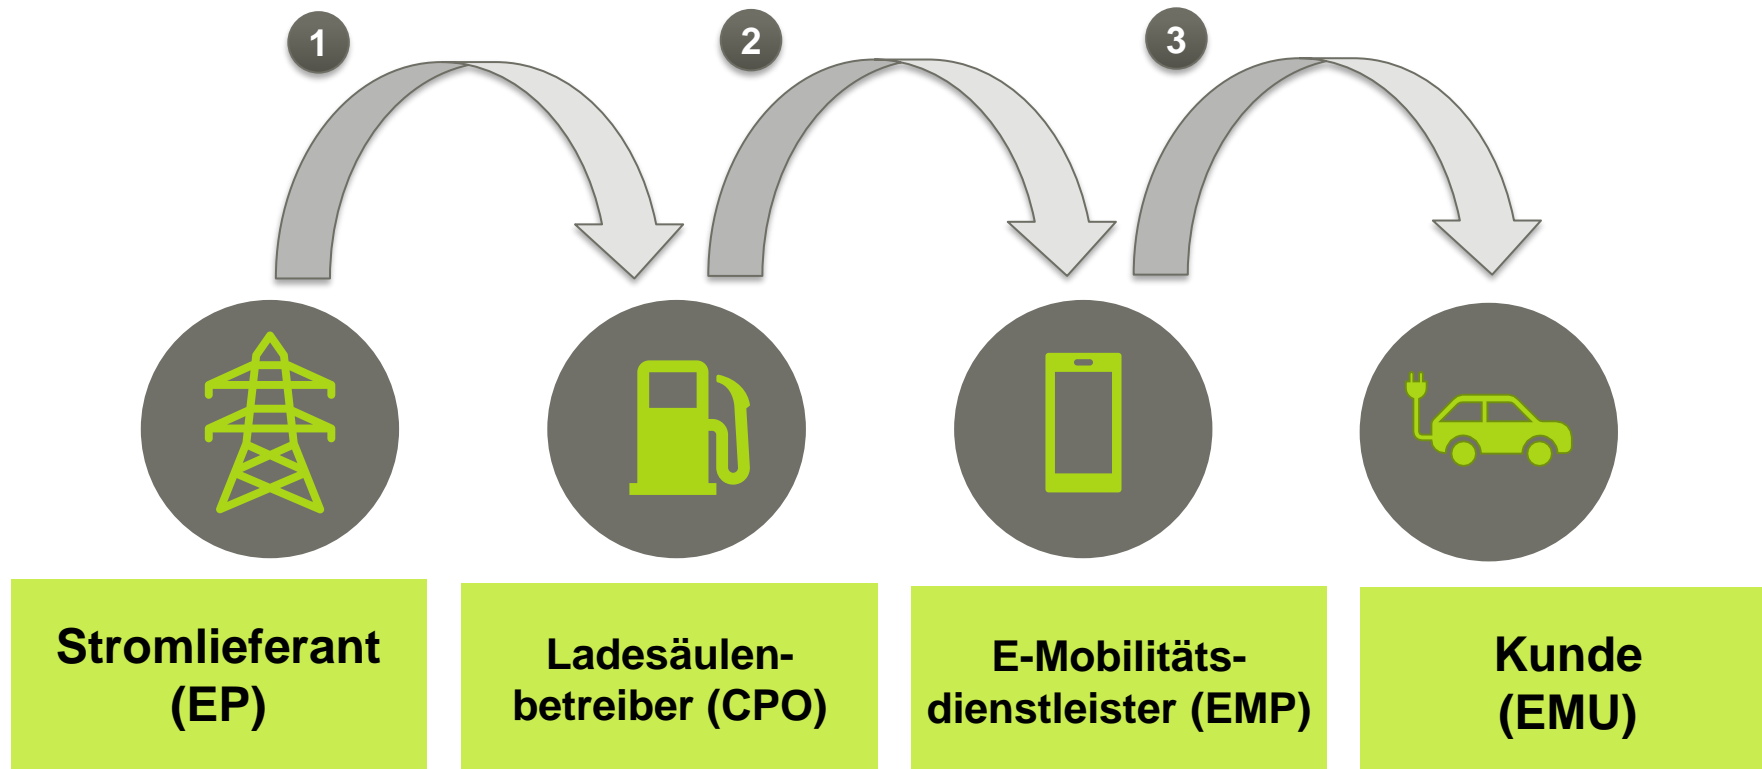 1
2
3
Stromlieferant
(EP)
Ladesäulen-
betreiber (CPO)
E-Mobilitäts-
dienstleister (EMP)
Kunde
(EMU)